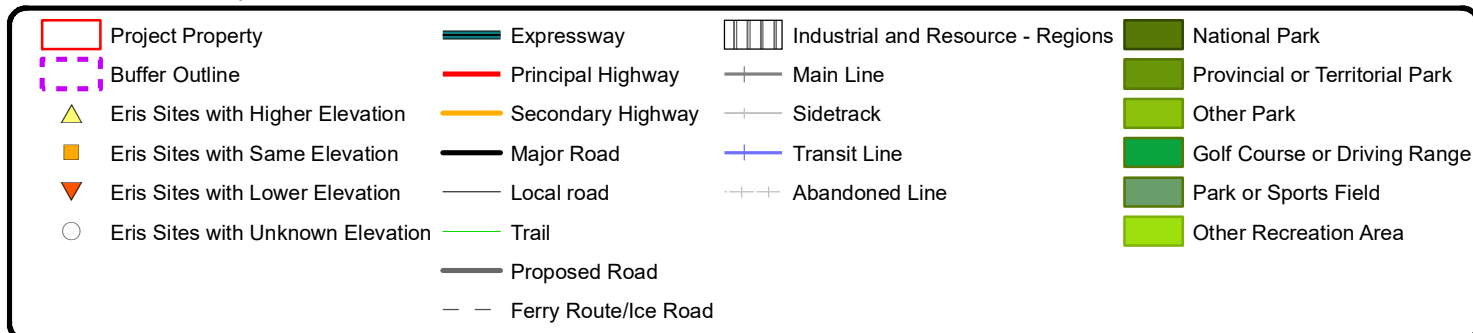 Project Property
Buffer Outline
Eris Sites with Higher Elevation
Eris Sites with Same Elevation
Eris Sites with Lower Elevation
Eris Sites with Unknown Elevation
Expressway
Principal Highway
Secondary Highway
Major Road
Local road
Trail
Proposed Road
Ferry Route/Ice Road
Industrial and Resource - Regions
Main Line
Sidetrack
Transit Line
Abandoned Line
National Park
Provincial or Territorial Park
Other Park
Golf Course or Driving Range
Park or Sports Field
Other Recreation Area